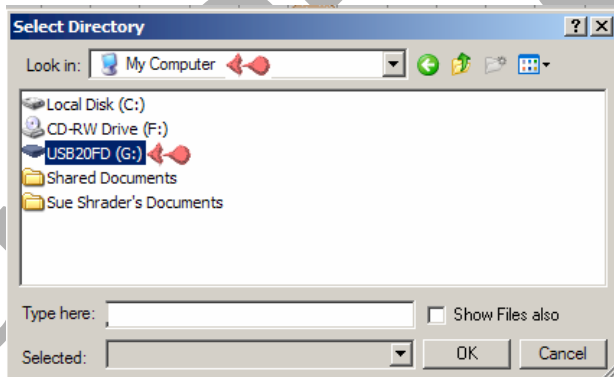 Select Directory
Look in: My Computer
Local Disk (C:)
CD-RW Drive (F:)
USB20FD (G:)
Shared Documents
Sue Shrader's Documents
Type here: Show Files also
Selected: OK Cancel